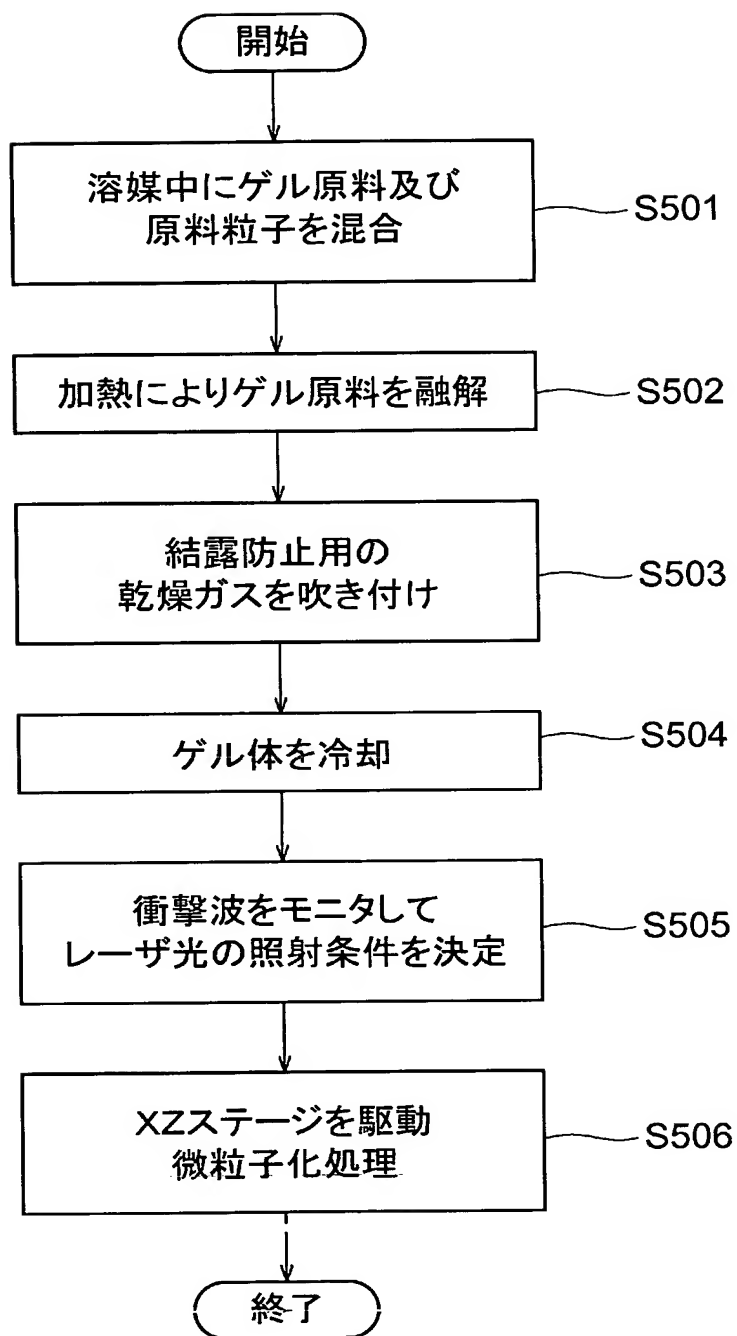 開始
溶媒中にゲル原料及び
原料粒子を混合
S501
加熱によりゲル原料を融解
S502
結露防止用の
乾燥ガスを吹き付け
S503
ゲル体を冷却
S504
衝撃波をモニタして
レーザ光の照射条件を決定
S505
XZステージを駆動
微粒子化処理
S506
終了